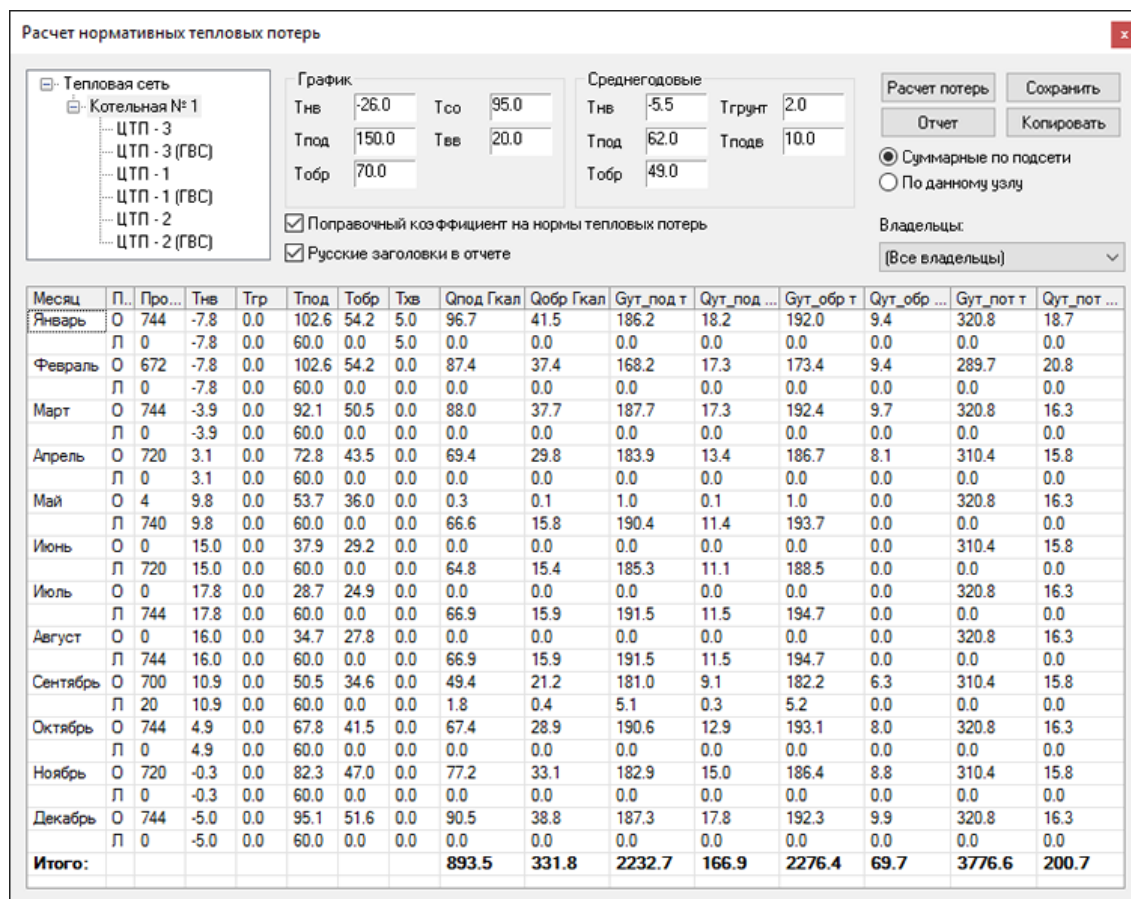 Расчет нормативных тепловых потерь
x
Тепловая сеть
Котельная № 1
ЦТП - 3
ЦТП - 3 (ГВС)
ЦТП - 1
ЦТП - 1 (ГВС)
ЦТП - 2
ЦТП - 2 (ГВС)
График
Тнв -26.0 Тсо 95.0
Тпод 150.0 Твв 20.0
Тобр 70.0
Среднегодовые
Тнв -5.5 Тгрунт 2.0
Тпод 62.0 Тподв 10.0
Тобр 49.0
Поправочный коэффициент на нормы тепловых потерь
Русские заголовки в отчете
Расчет потерь Сохранить
Отчет Копировать
Суммарные по подсети
По данному узлу
Владельцы:
(Все владельцы)
Месяц П.. Про... Тнв Тгр Тпод Тобр Тхв Qпод Гкал Qобр Гкал Gут_под т Qут_под ... Gут_обр т Qут_обр ... Gут_пот т Qут_пот ...
Январь О 744 -7.8 0.0 102.6 54.2 5.0 96.7 41.5 186.2 18.2 192.0 9.4 320.8 18.7
Л 0 -7.8 0.0 60.0 0.0 5.0 0.0 0.0 0.0 0.0 0.0 0.0 0.0 0.0
Февраль О 672 -7.8 0.0 102.6 54.2 0.0 87.4 37.4 168.2 17.3 173.4 9.4 289.7 20.8
Л 0 -7.8 0.0 60.0 0.0 0.0 0.0 0.0 0.0 0.0 0.0 0.0 0.0 0.0
Март О 744 -3.9 0.0 92.1 50.5 0.0 88.0 37.7 187.7 17.3 192.4 9.7 320.8 16.3
Л 0 -3.9 0.0 60.0 0.0 0.0 0.0 0.0 0.0 0.0 0.0 0.0 0.0 0.0
Апрель О 720 3.1 0.0 72.8 43.5 0.0 69.4 29.8 183.9 13.4 186.7 8.1 310.4 15.8
Л 0 3.1 0.0 60.0 0.0 0.0 0.0 0.0 0.0 0.0 0.0 0.0 0.0 0.0
Май О 4 9.8 0.0 53.7 36.0 0.0 0.3 0.1 1.0 0.1 1.0 0.0 320.8 16.3
Л 740 9.8 0.0 60.0 0.0 0.0 66.6 15.8 190.4 11.4 193.7 0.0 0.0 0.0
Июнь О 0 15.0 0.0 37.9 29.2 0.0 0.0 0.0 0.0 0.0 0.0 0.0 310.4 15.8
Л 720 15.0 0.0 60.0 0.0 0.0 64.8 15.4 185.3 11.1 188.5 0.0 0.0 0.0
Июль О 0 17.8 0.0 28.7 24.9 0.0 0.0 0.0 0.0 0.0 0.0 0.0 320.8 16.3
Л 744 17.8 0.0 60.0 0.0 0.0 66.9 15.9 191.5 11.5 194.7 0.0 0.0 0.0
Август О 0 16.0 0.0 34.7 27.8 0.0 0.0 0.0 0.0 0.0 0.0 0.0 320.8 16.3
Л 744 16.0 0.0 60.0 0.0 0.0 66.9 15.9 191.5 11.5 194.7 0.0 0.0 0.0
Сентябрь О 700 10.9 0.0 50.5 34.6 0.0 49.4 21.2 181.0 9.1 182.2 6.3 310.4 15.8
Л 20 10.9 0.0 60.0 0.0 0.0 1.8 0.4 5.1 0.3 5.2 0.0 0.0 0.0
Октябрь О 744 4.9 0.0 67.8 41.5 0.0 67.4 28.9 190.6 12.9 193.1 8.0 320.8 16.3
Л 0 4.9 0.0 60.0 0.0 0.0 0.0 0.0 0.0 0.0 0.0 0.0 0.0 0.0
Ноябрь О 720 -0.3 0.0 82.3 47.0 0.0 77.2 33.1 182.9 15.0 186.4 8.8 310.4 15.8
Л 0 -0.3 0.0 60.0 0.0 0.0 0.0 0.0 0.0 0.0 0.0 0.0 0.0 0.0
Декабрь О 744 -5.0 0.0 95.1 51.6 0.0 90.5 38.8 187.3 17.8 192.3 9.9 320.8 16.3
Л 0 -5.0 0.0 60.0 0.0 0.0 0.0 0.0 0.0 0.0 0.0 0.0 0.0 0.0
Итого: 893.5 331.8 2232.7 166.9 2276.4 69.7 3776.6 200.7